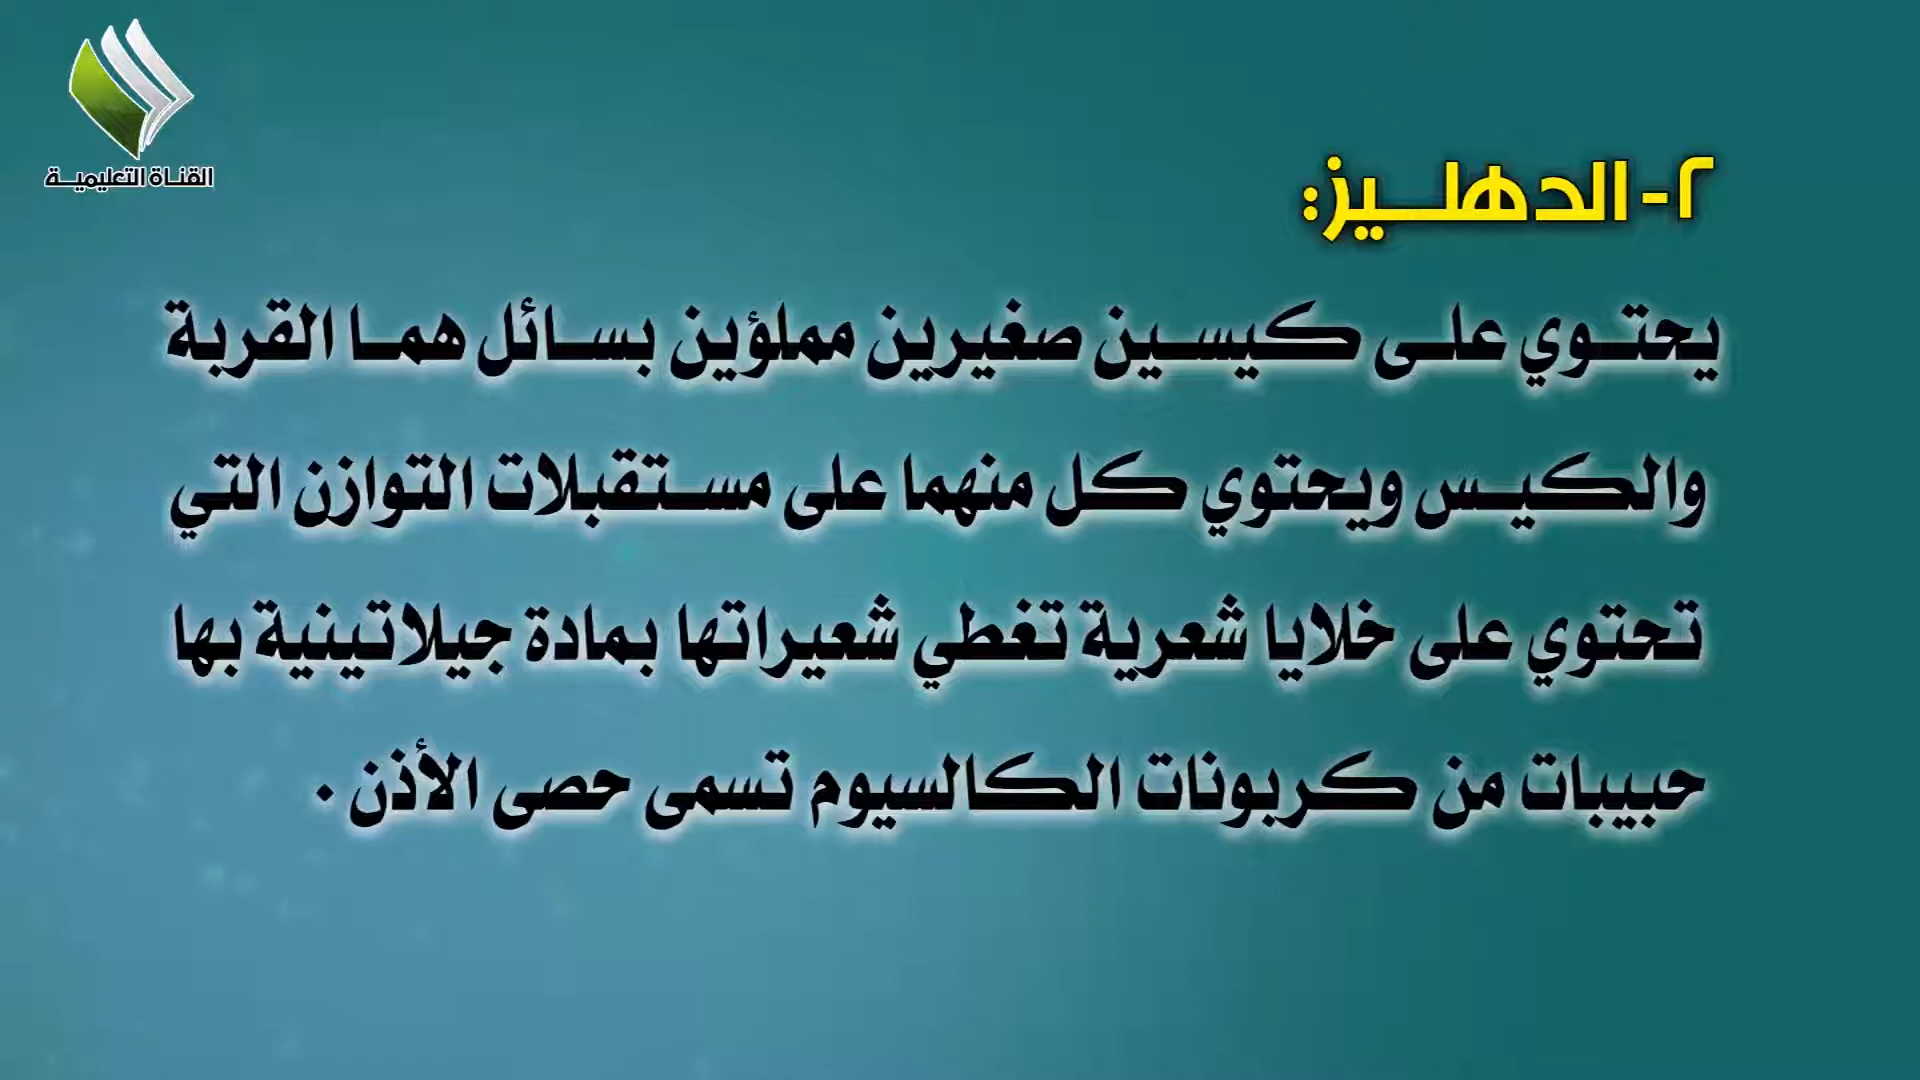 القناة التعليمية
٢- الدهليز:
يحتوي على كيسين صغيرين مملؤين بسائل هما القربة
والكيس ويحتوي كل منهما على مستقبلات التوازن التي
تحتوي على خلايا شعرية تغطي شعيراتها بمادة جيلاتينية بها
حبيبات من كربونات الكالسيوم تسمى حصى الأذن .